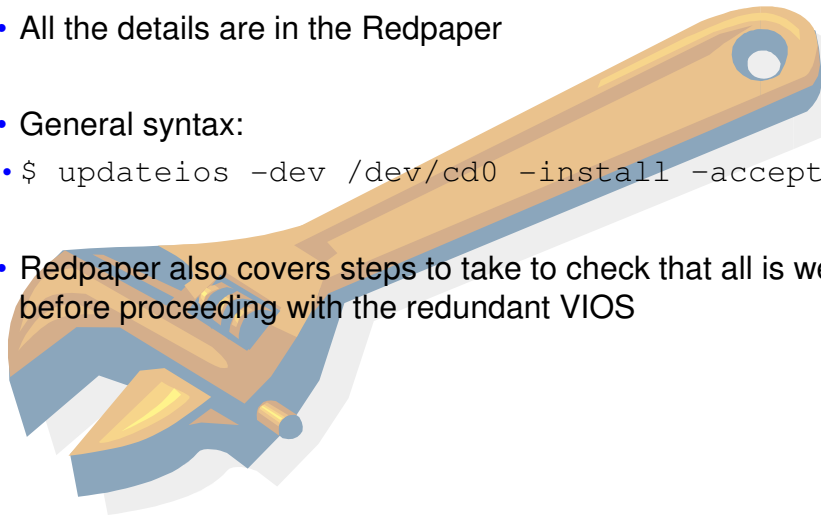 • All the details are in the Redpaper
• General syntax:
• $ updateios –dev /dev/cd0 –install –accept
• Redpaper also covers steps to take to check that all is we
before proceeding with the redundant VIOS